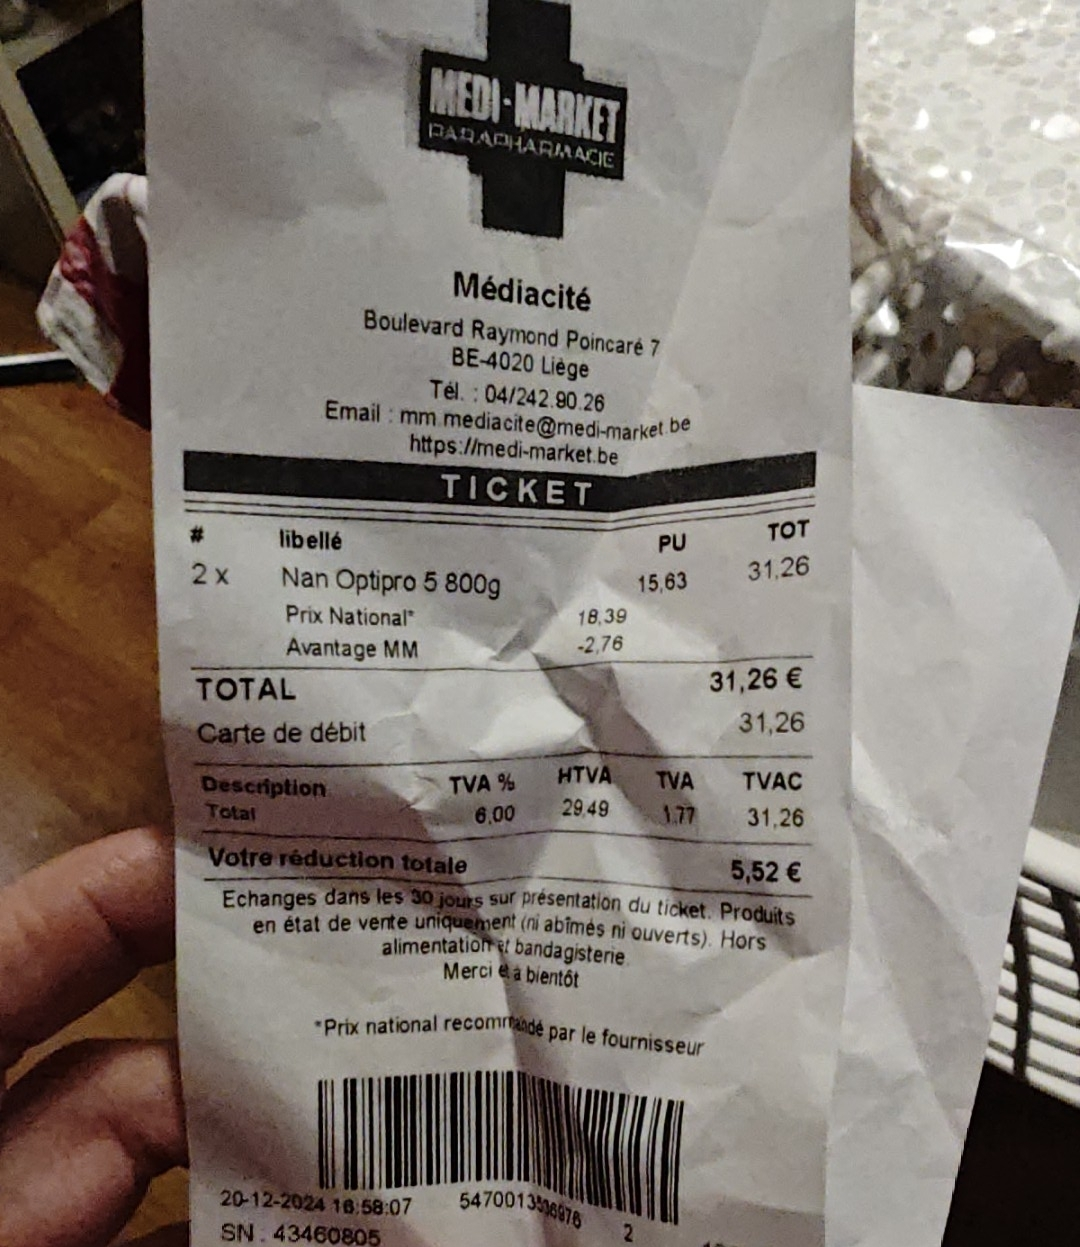 MEDI-MARKET
PARAPHARMACIE
Médiacité
Boulevard Raymond Poincaré 7
BE-4020 Liège
Tél. : 04/242.90.26
Email : mm.mediacite@medi-market.be
https://medi-market.be
TICKET
# libellé PU TOT
2 x Nan Optipro 5 800g 15,63 31,26
Prix National* 18,39
Avantage MM -2,76
TOTAL 31,26 €
Carte de débit 31,26
Description TVA % HTVA TVA TVAC
Total 6,00 29,49 1,77 31,26
Votre réduction totale 5,52 €
Echanges dans les 30 jours sur présentation du ticket. Produits
en état de vente uniquement (ni abîmés ni ouverts). Hors
alimentation et bandagisterie.
Merci et à bientôt
*Prix national recommandé par le fournisseur
20-12-2024 16:58:07 2
SN : 43460805